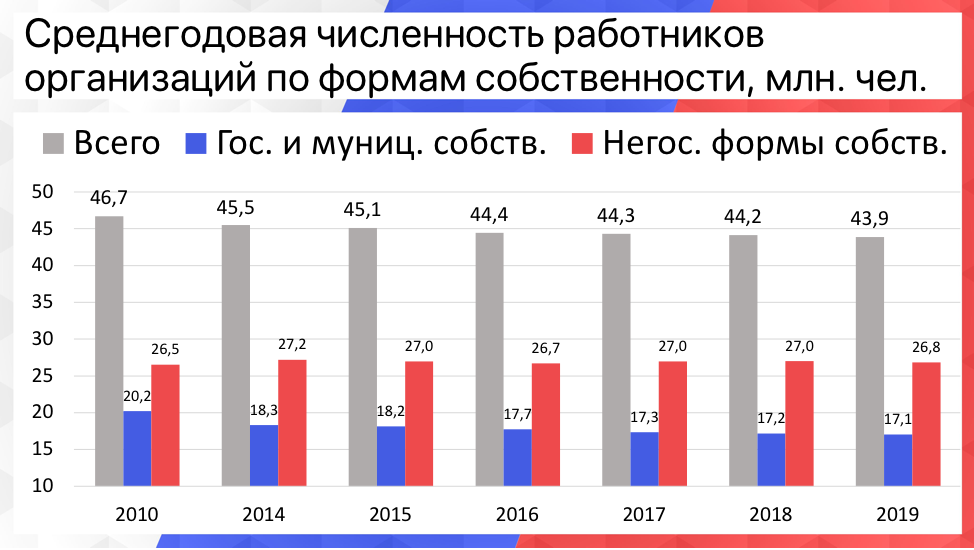 Среднегодовая численность работников
организаций по формам собственности, млн. чел.
Всего Гос. и муниц. собств. Негос. формы собств.
50
45
40
35
30
25
20
15
10
46,7 45,5 45,1 44,4 44,3 44,2 43,9
26,5 27,2 27,0 26,7 27,0 27,0 26,8
20,2 18,3 18,2 17,7 17,3 17,2 17,1
2010 2014 2015 2016 2017 2018 2019